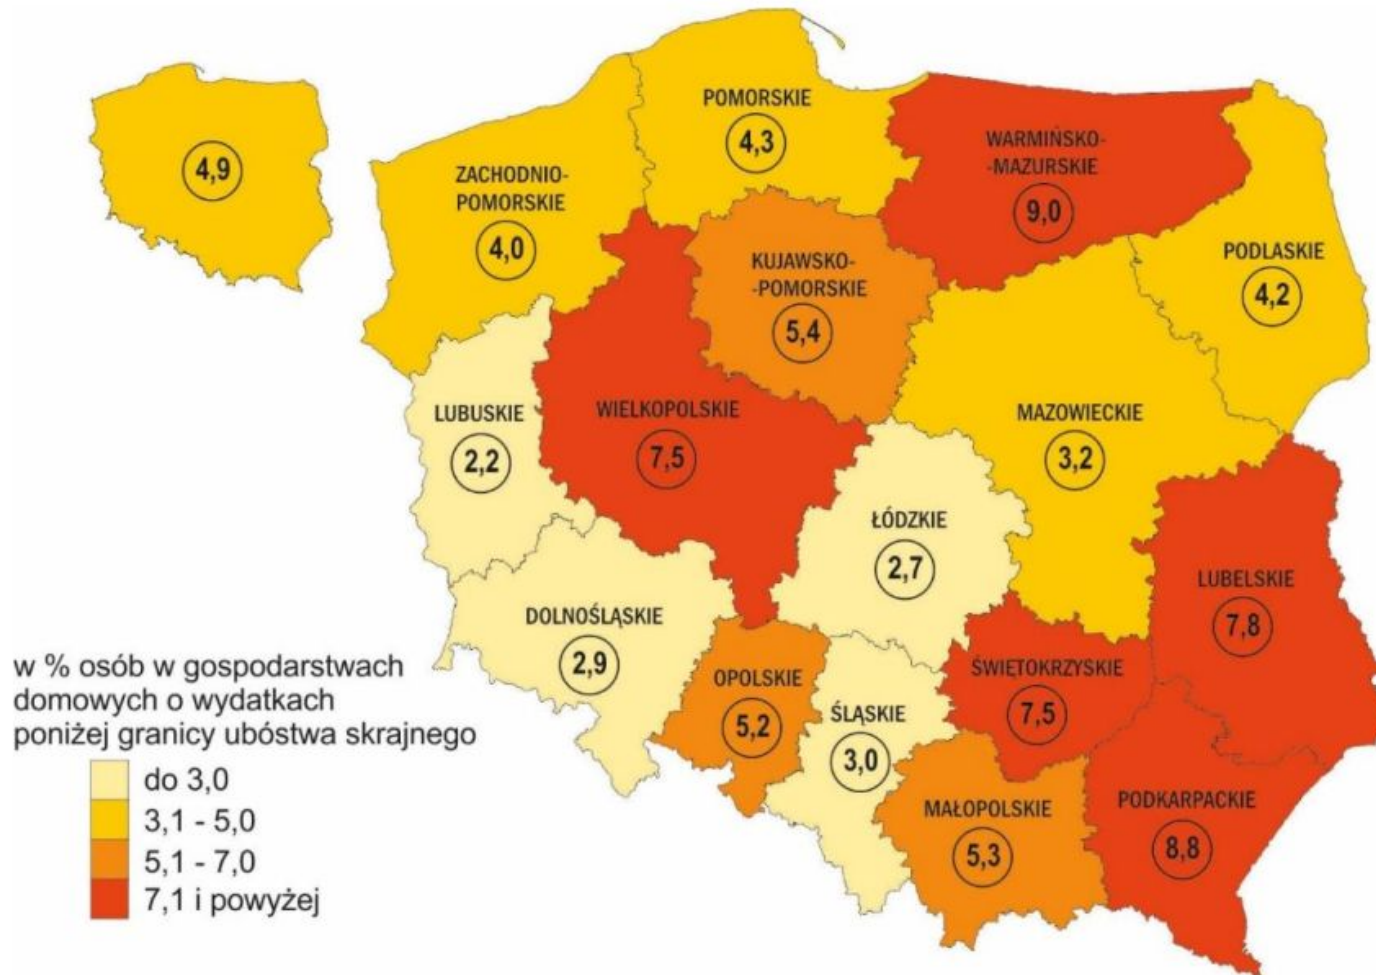 4,9
POMORSKIE
4,3
WARMIŃSKO-
-MAZURSKIE
9,0
ZACHODNIO-
POMORSKIE
4,0
KUJAWSKO-
-POMORSKIE
5,4
PODLASKIE
4,2
LUBUSKIE
2,2
WIELKOPOLSKIE
7,5
MAZOWIECKIE
3,2
ŁÓDZKIE
2,7
LUBELSKIE
7,8
DOLNOŚLĄSKIE
2,9
OPOLSKIE
5,2
ŚLĄSKIE
3,0
ŚWIĘTOKRZYSKIE
7,5
MAŁOPOLSKIE
5,3
PODKARPACKIE
8,8
w % osób w gospodarstwach
domowych o wydatkach
poniżej granicy ubóstwa skrajnego
do 3,0
3,1 - 5,0
5,1 - 7,0
7,1 i powyżej